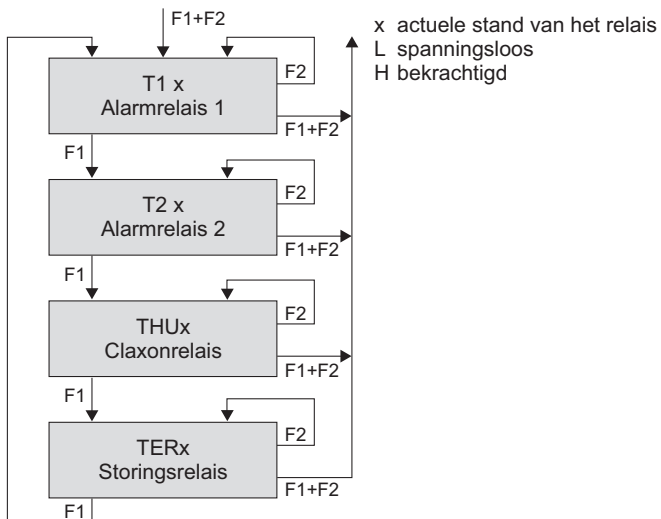 F1+F2
x actuele stand van het relais
L spanningsloos
H bekrachtigd
T1 x
Alarmrelais 1
F2
F1+F2
F1
T2 x
Alarmrelais 2
F2
F1+F2
F1
THUx
Claxonrelais
F2
F1+F2
F1
TERx
Storingsrelais
F2
F1+F2
F1